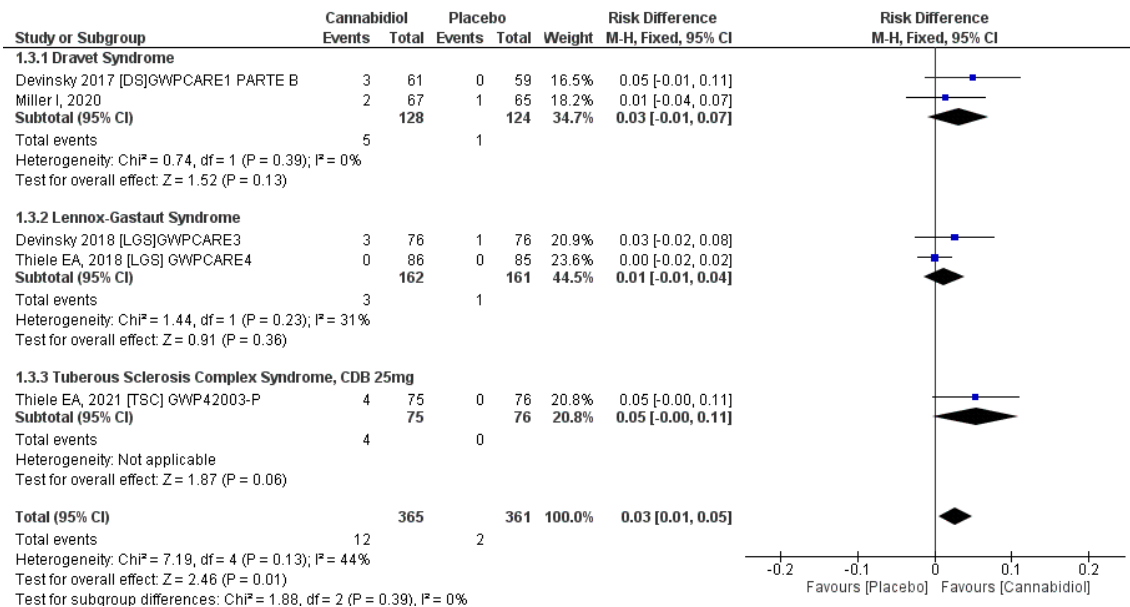 Cannabidiol Placebo Risk Difference Risk Difference
Study or Subgroup Events Total Events Total Weight M-H, Fixed, 95% CI M-H, Fixed, 95% CI
1.3.1 Dravet Syndrome
Devinsky 2017 [DS]GWPCARE1 PARTE B 3 61 0 59 16.5% 0.05 [-0.01, 0.11]
Miller I, 2020 2 67 1 65 18.2% 0.01 [-0.04, 0.07]
Subtotal (95% CI) 128 124 34.7% 0.03 [-0.01, 0.07]
Total events 5 1
Heterogeneity: Chi² = 0.74, df = 1 (P = 0.39); I² = 0%
Test for overall effect: Z = 1.52 (P = 0.13)
1.3.2 Lennox-Gastaut Syndrome
Devinsky 2018 [LGS]GWPCARE3 3 76 1 76 20.9% 0.03 [-0.02, 0.08]
Thiele EA, 2018 [LGS] GWPCARE4 0 86 0 85 23.6% 0.00 [-0.02, 0.02]
Subtotal (95% CI) 162 161 44.5% 0.01 [-0.01, 0.04]
Total events 3 1
Heterogeneity: Chi² = 1.44, df = 1 (P = 0.23); I² = 31%
Test for overall effect: Z = 0.91 (P = 0.36)
1.3.3 Tuberous Sclerosis Complex Syndrome, CDB 25mg
Thiele EA, 2021 [TSC] GWP42003-P 4 75 0 76 20.8% 0.05 [-0.00, 0.11]
Subtotal (95% CI) 75 76 20.8% 0.05 [-0.00, 0.11]
Total events 4 0
Heterogeneity: Not applicable
Test for overall effect: Z = 1.87 (P = 0.06)
Total (95% CI) 365 361 100.0% 0.03 [0.01, 0.05]
Total events 12 2
Heterogeneity: Chi² = 7.19, df = 4 (P = 0.13); I² = 44%
Test for overall effect: Z = 2.46 (P = 0.01)
Test for subgroup differences: Chi² = 1.88, df = 2 (P = 0.39), I² = 0%
-0.2 -0.1 0 0.1 0.2
Favours [Placebo] Favours [Cannabidiol]